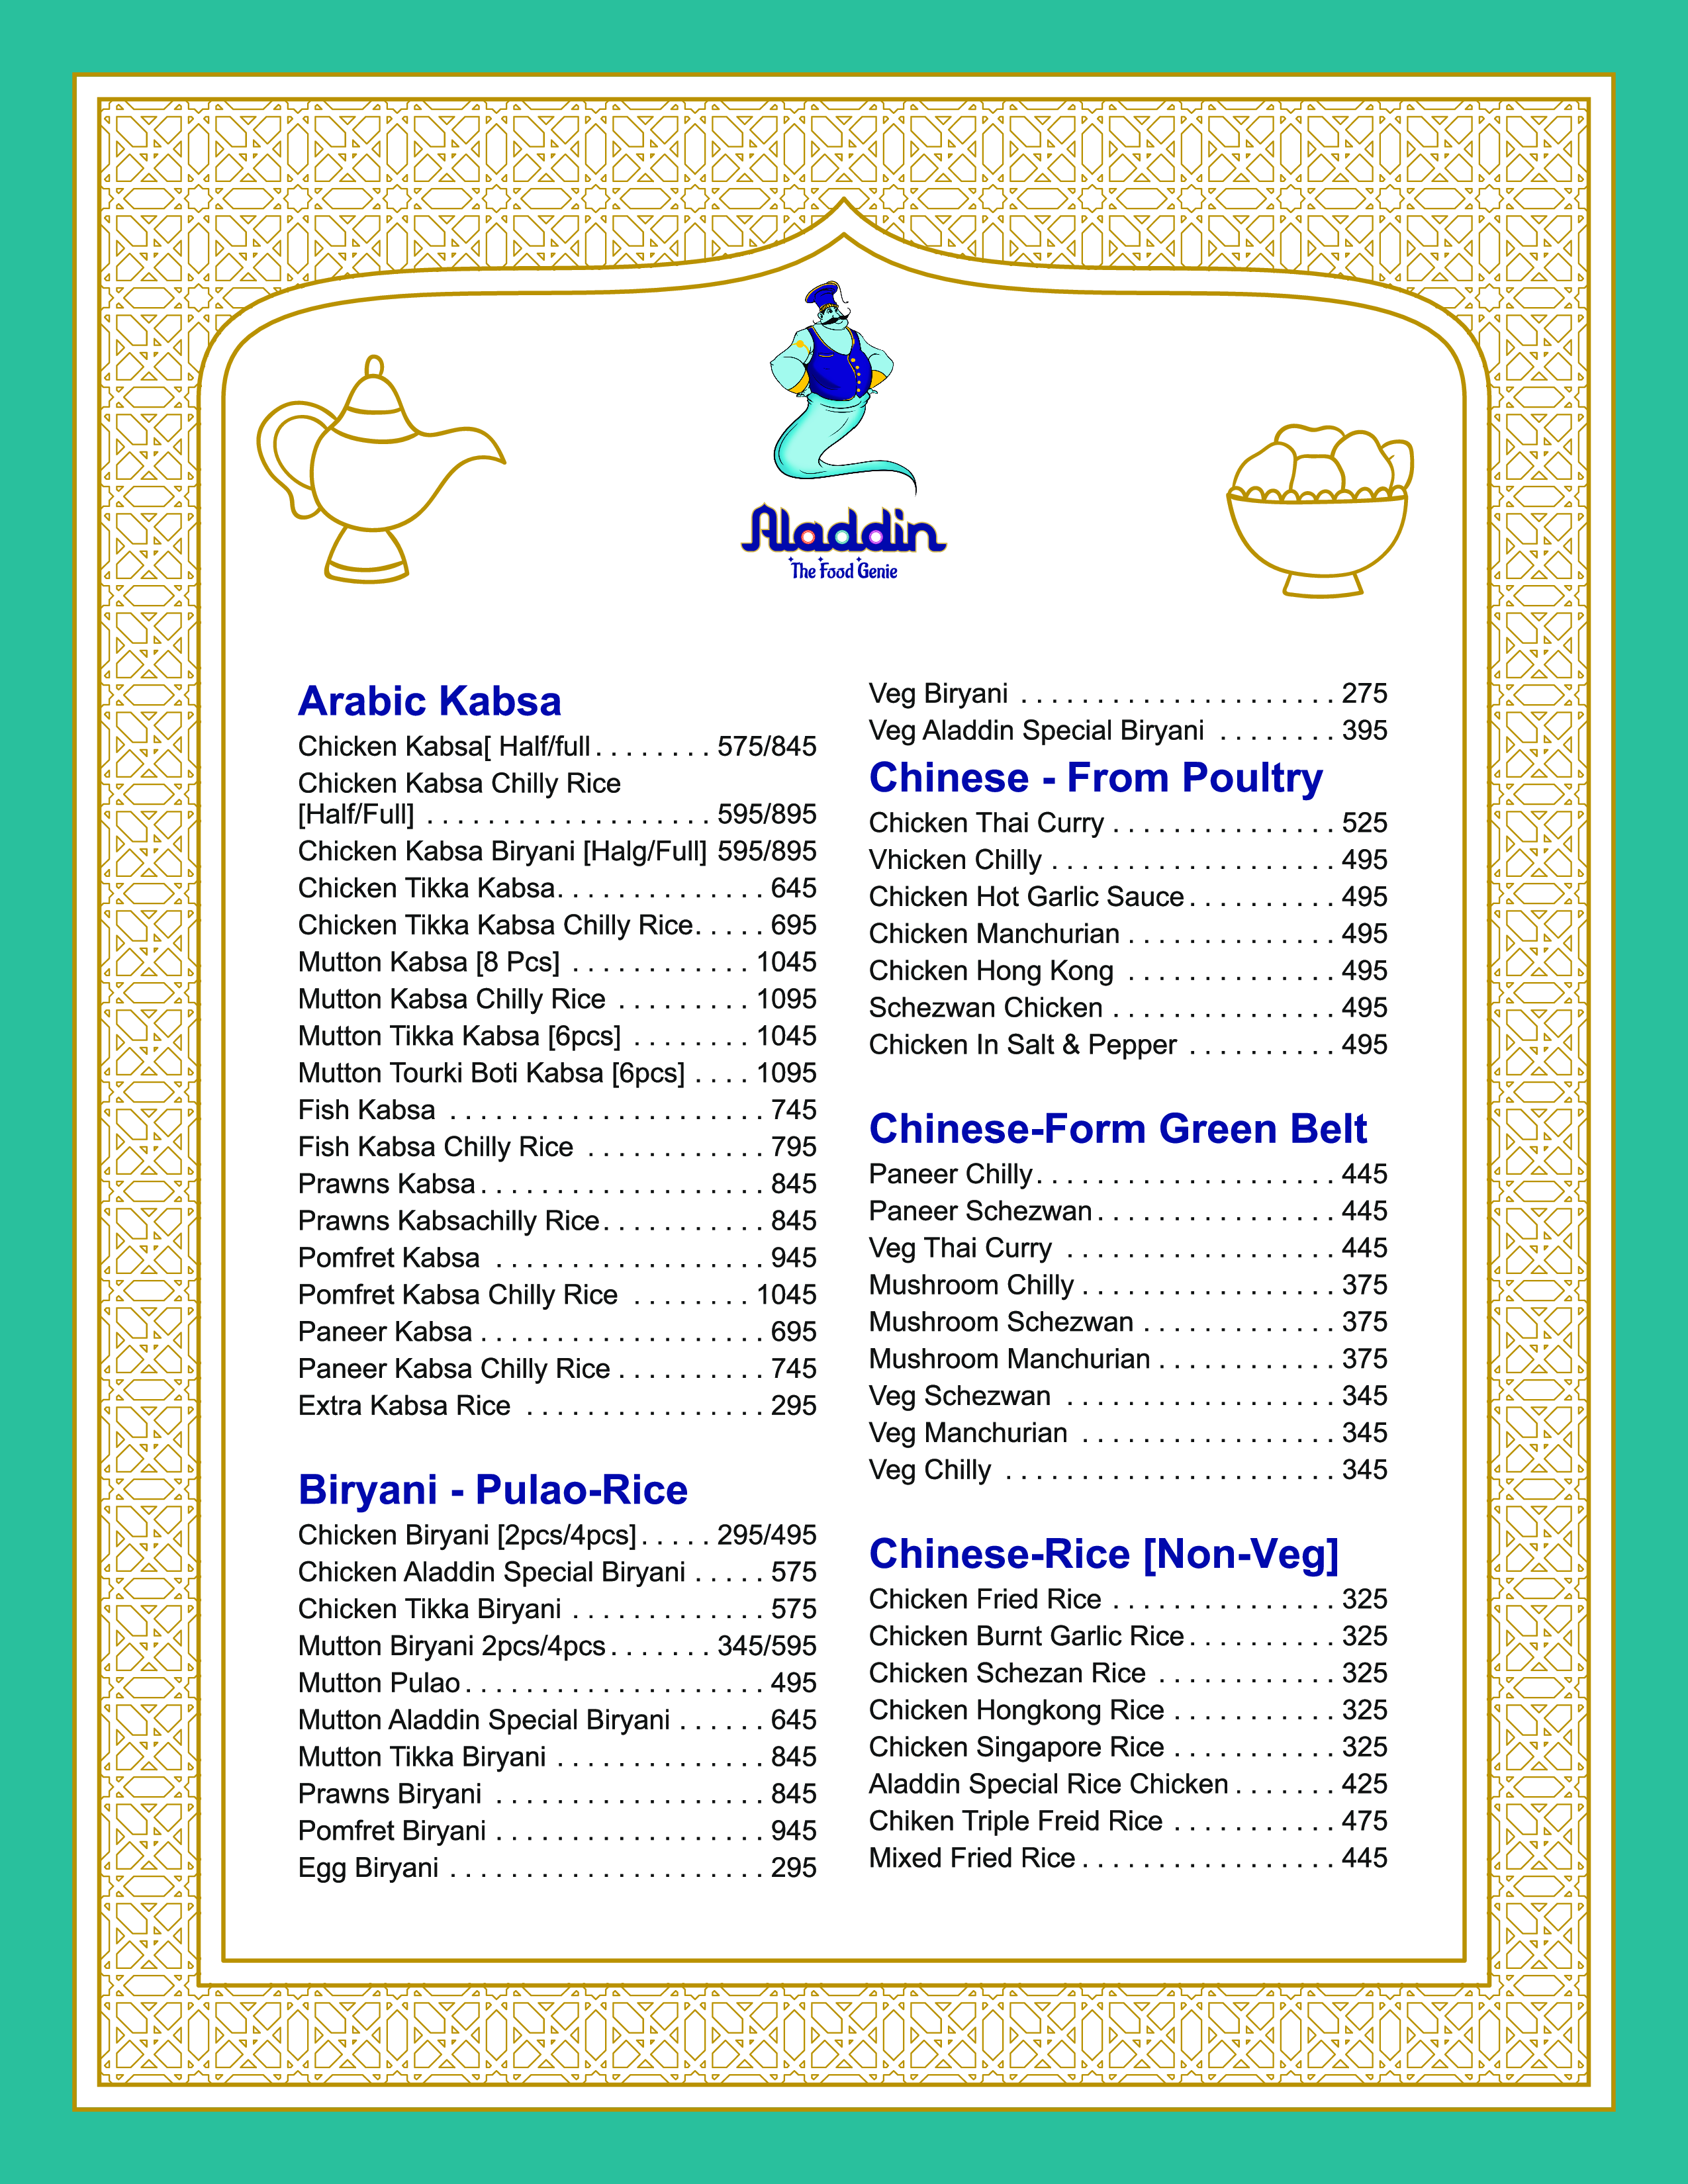 Aladdin
The Food Genie
Arabic Kabsa
Chicken Kabsa[ Half/full . . . . . . . . 575/845
Chicken Kabsa Chilly Rice
[Half/Full] . . . . . . . . . . . . . . . . . . . 595/895
Chicken Kabsa Biryani [Halg/Full] 595/895
Chicken Tikka Kabsa. . . . . . . . . . . . . . 645
Chicken Tikka Kabsa Chilly Rice. . . . . 695
Mutton Kabsa [8 Pcs] . . . . . . . . . . . . 1045
Mutton Kabsa Chilly Rice . . . . . . . . . 1095
Mutton Tikka Kabsa [6pcs] . . . . . . . . 1045
Mutton Tourki Boti Kabsa [6pcs] . . . . 1095
Fish Kabsa . . . . . . . . . . . . . . . . . . . . . 745
Fish Kabsa Chilly Rice . . . . . . . . . . . . 795
Prawns Kabsa . . . . . . . . . . . . . . . . . . . 845
Prawns Kabsachilly Rice. . . . . . . . . . . 845
Pomfret Kabsa . . . . . . . . . . . . . . . . . . 945
Pomfret Kabsa Chilly Rice . . . . . . . . 1045
Paneer Kabsa . . . . . . . . . . . . . . . . . . . 695
Paneer Kabsa Chilly Rice . . . . . . . . . . 745
Extra Kabsa Rice . . . . . . . . . . . . . . . . 295
Biryani - Pulao-Rice
Chicken Biryani [2pcs/4pcs] . . . . . 295/495
Chicken Aladdin Special Biryani . . . . . 575
Chicken Tikka Biryani . . . . . . . . . . . . . 575
Mutton Biryani 2pcs/4pcs . . . . . . . 345/595
Mutton Pulao . . . . . . . . . . . . . . . . . . . . 495
Mutton Aladdin Special Biryani . . . . . . 645
Mutton Tikka Biryani . . . . . . . . . . . . . . 845
Prawns Biryani . . . . . . . . . . . . . . . . . . 845
Pomfret Biryani . . . . . . . . . . . . . . . . . . 945
Egg Biryani . . . . . . . . . . . . . . . . . . . . . 295
Veg Biryani . . . . . . . . . . . . . . . . . . . . . 275
Veg Aladdin Special Biryani . . . . . . . . 395
Chinese - From Poultry
Chicken Thai Curry . . . . . . . . . . . . . . . 525
Vhicken Chilly . . . . . . . . . . . . . . . . . . . 495
Chicken Hot Garlic Sauce . . . . . . . . . . 495
Chicken Manchurian . . . . . . . . . . . . . . 495
Chicken Hong Kong . . . . . . . . . . . . . . 495
Schezwan Chicken . . . . . . . . . . . . . . . 495
Chicken In Salt & Pepper . . . . . . . . . . 495
Chinese-Form Green Belt
Paneer Chilly. . . . . . . . . . . . . . . . . . . . 445
Paneer Schezwan . . . . . . . . . . . . . . . . 445
Veg Thai Curry . . . . . . . . . . . . . . . . . . 445
Mushroom Chilly . . . . . . . . . . . . . . . . . 375
Mushroom Schezwan . . . . . . . . . . . . . 375
Mushroom Manchurian . . . . . . . . . . . . 375
Veg Schezwan . . . . . . . . . . . . . . . . . . 345
Veg Manchurian . . . . . . . . . . . . . . . . . 345
Veg Chilly . . . . . . . . . . . . . . . . . . . . . . 345
Chinese-Rice [Non-Veg]
Chicken Fried Rice . . . . . . . . . . . . . . . 325
Chicken Burnt Garlic Rice . . . . . . . . . . 325
Chicken Schezan Rice . . . . . . . . . . . . 325
Chicken Hongkong Rice . . . . . . . . . . . 325
Chicken Singapore Rice . . . . . . . . . . . 325
Aladdin Special Rice Chicken . . . . . . . 425
Chiken Triple Freid Rice . . . . . . . . . . . 475
Mixed Fried Rice . . . . . . . . . . . . . . . . . 445